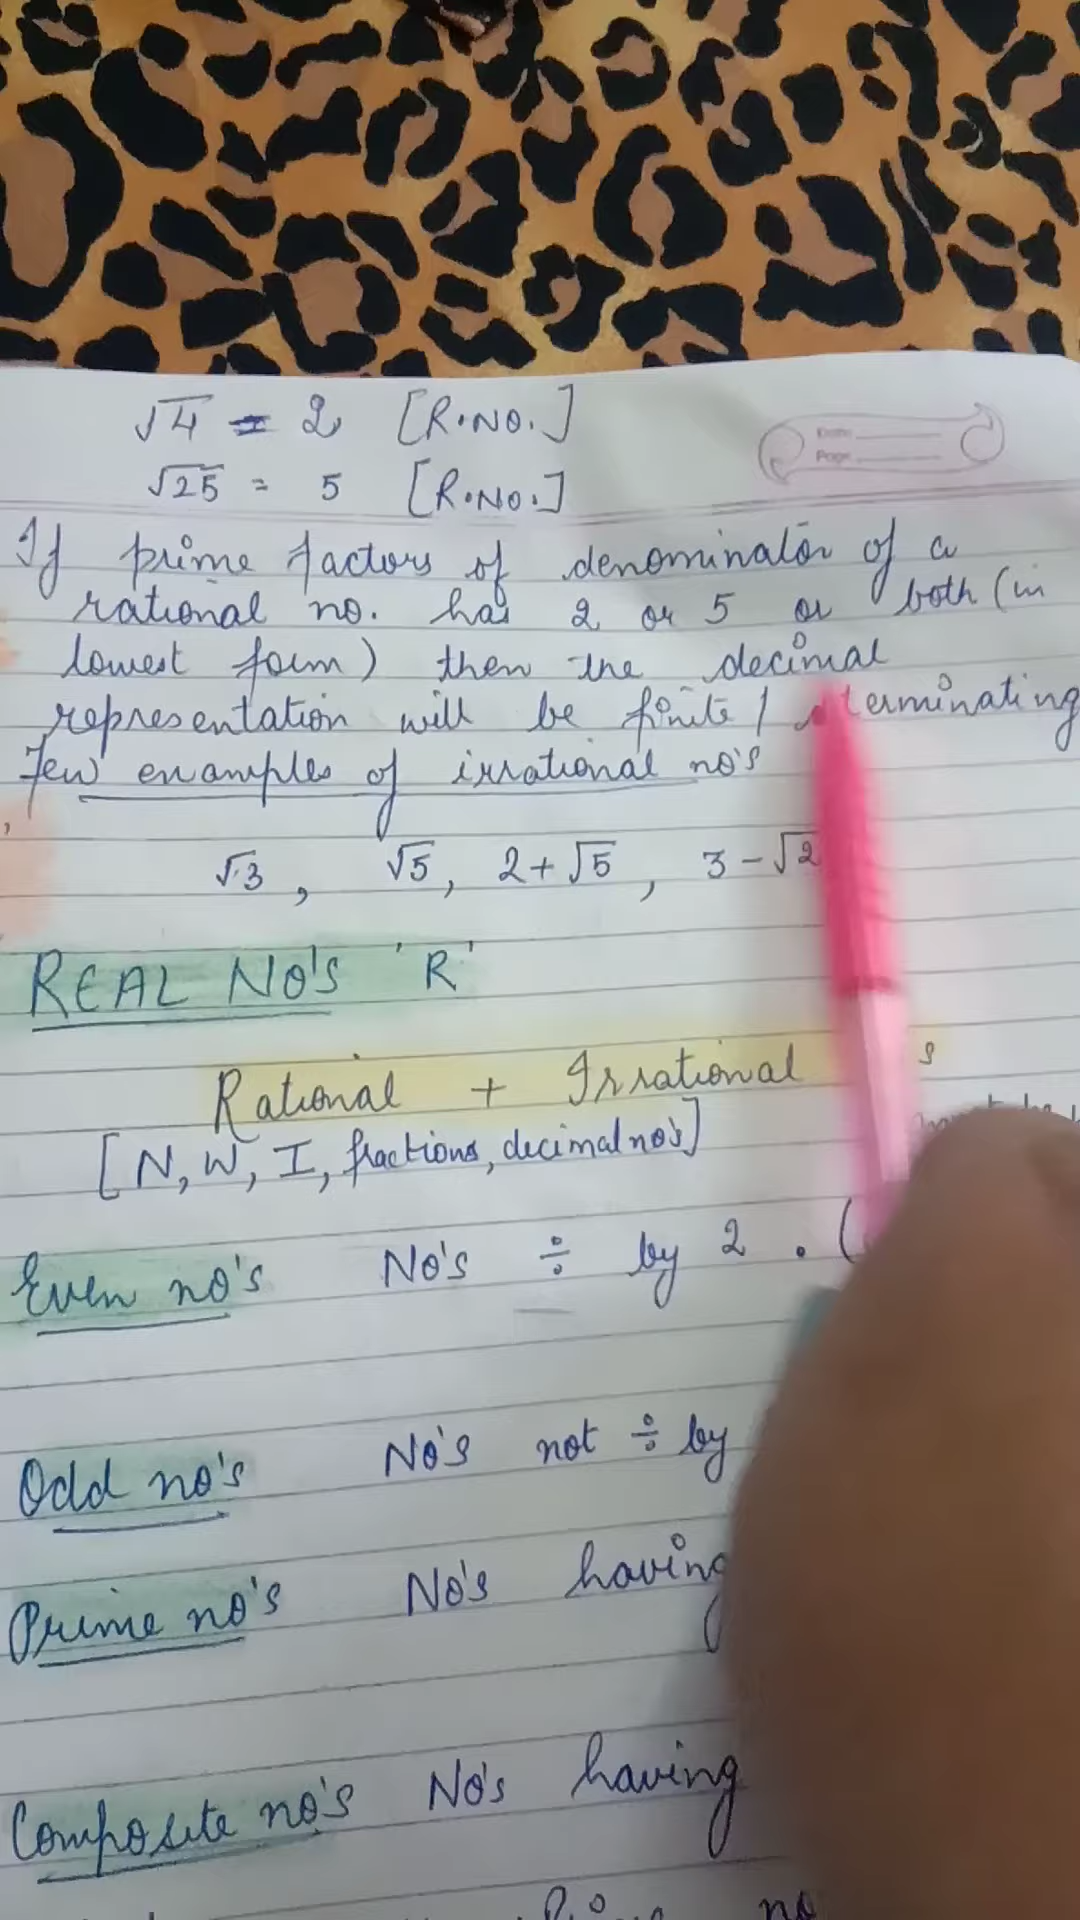 √4 = 2 [R.NO.]
Date
Page
√25 = 5 [R.NO.]
If prime factors of denominator of a
rational no. has 2 or 5 or both (in
lowest form) then the decimal
representation will be finite / terminating
Few examples of irrational no's
√3, √5, 2+√5, 3-√2
REAL NO'S 'R'
Rational + Irrational
[N, W, I, fractions, decimal no's]
Even no's No's ÷ by 2. (
Odd no's No's not ÷ by
Prime no's No's having
Composite no's No's having
no